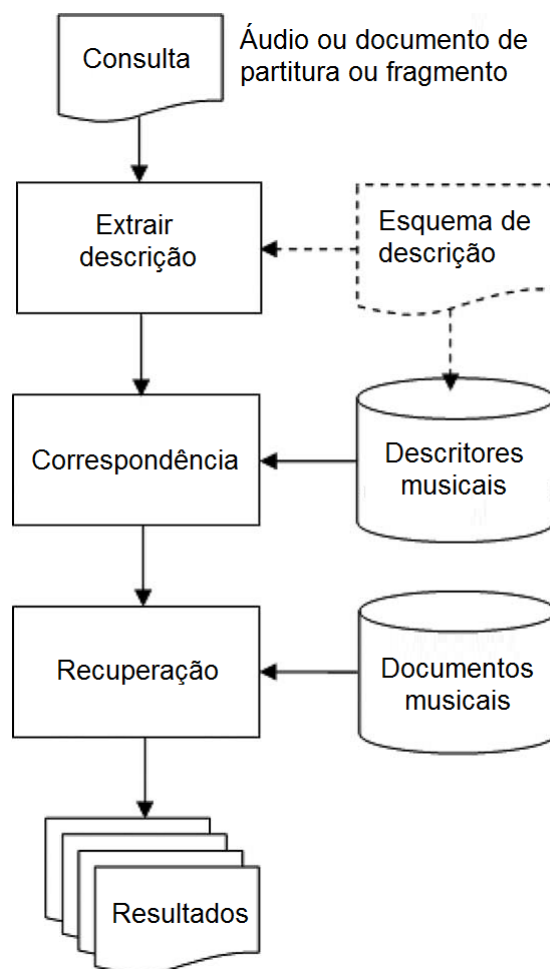 Consulta
Áudio ou documento de
partitura ou fragmento
Extrair
descrição
Esquema de
descrição
Correspondência
Descritores
musicais
Recuperação
Documentos
musicais
Resultados